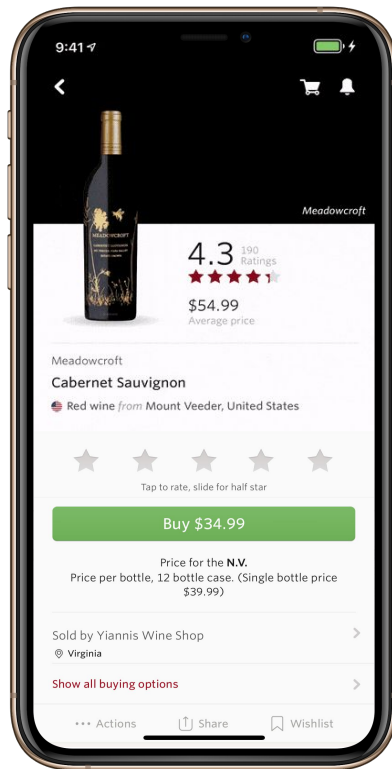 9:41
Meadowcroft
MEADOWCROFT
CABERNET SAUVIGNON
4.3
190
Ratings
$54.99
Average price
Meadowcroft
Cabernet Sauvignon
Red wine from Mount Veeder, United States
Tap to rate, slide for half star
Buy $34.99
Price for the N.V.
Price per bottle, 12 bottle case. (Single bottle price
$39.99)
Sold by Yiannis Wine Shop
Virginia
Show all buying options
Actions
Share
Wishlist